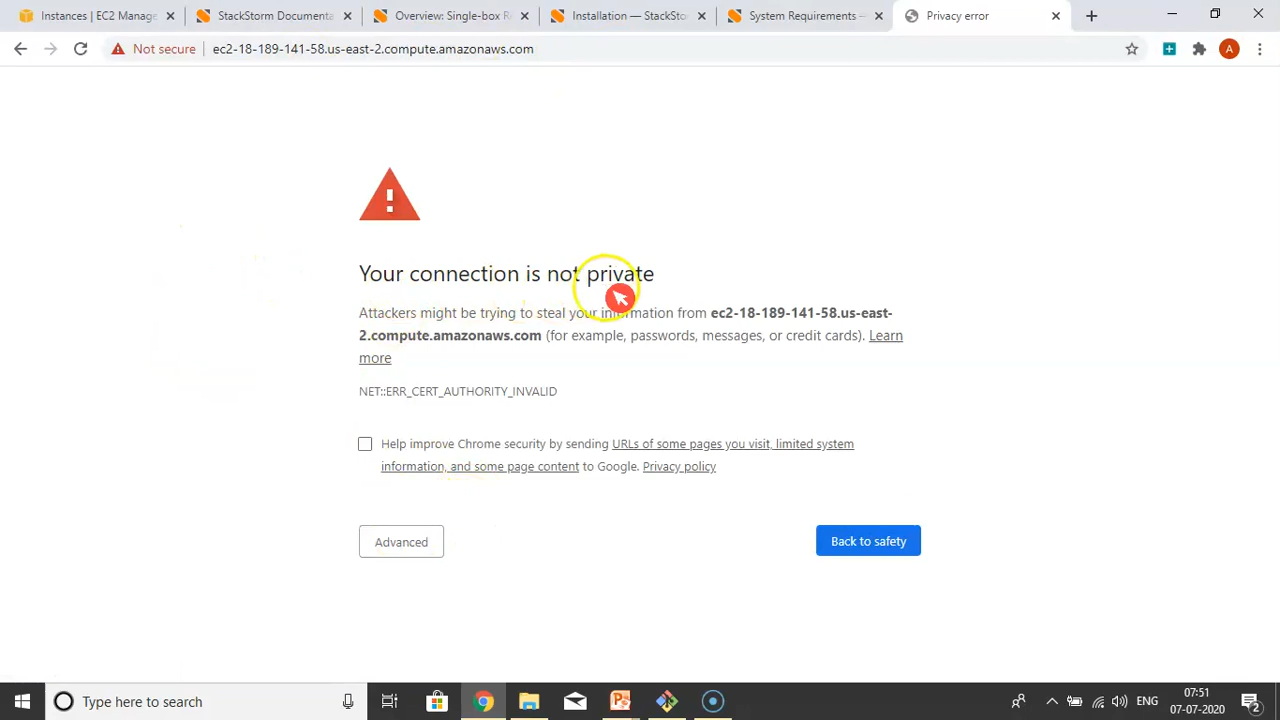 Instances | EC2 Manage
StackStorm Documenta
Overview: Single-box R
Installation — StackSto
System Requirements —
Privacy error
Not secure
ec2-18-189-141-58.us-east-2.compute.amazonaws.com
A
Your connection is not private
Attackers might be trying to steal your information from ec2-18-189-141-58.us-east-
2.compute.amazonaws.com (for example, passwords, messages, or credit cards). Learn
more
NET::ERR_CERT_AUTHORITY_INVALID
Help improve Chrome security by sending URLs of some pages you visit, limited system
information, and some page content to Google. Privacy policy
Advanced
Back to safety
Type here to search
ENG
07:51
07-07-2020
2